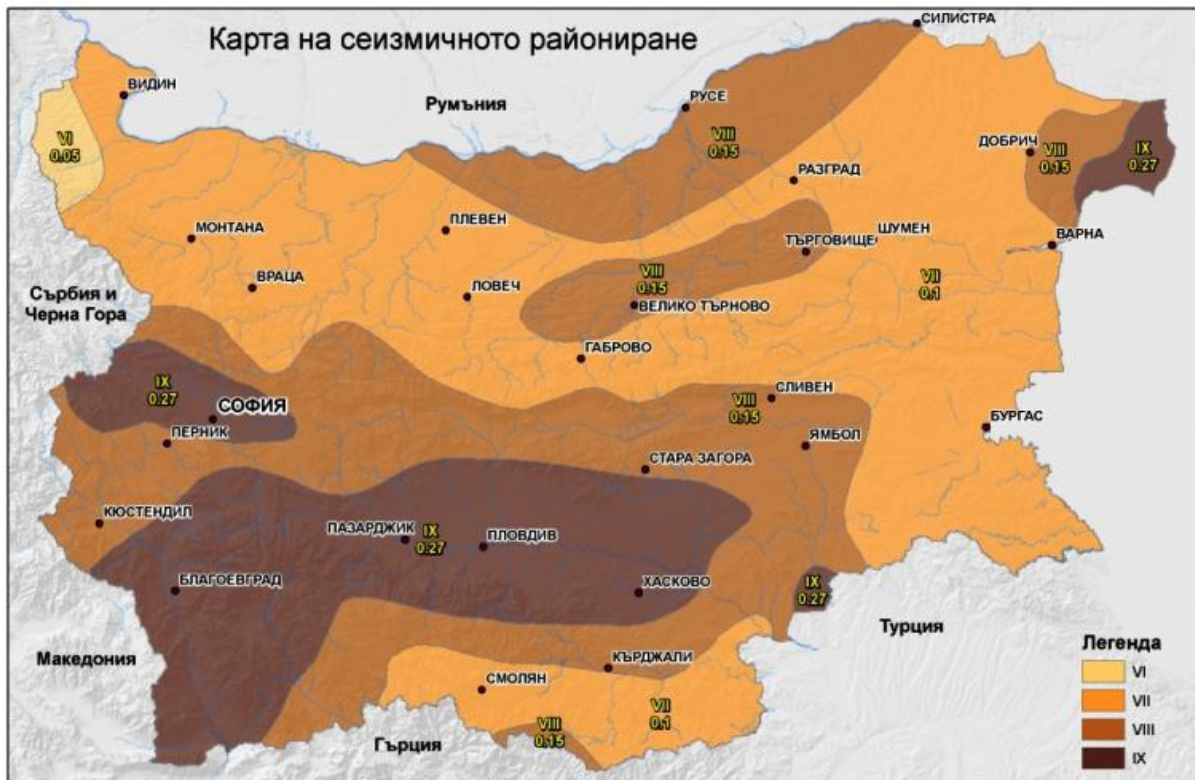 Карта на сеизмичното райониране
СИЛИСТРА
ВИДИН
Румъния
РУСЕ
VI
0.05
VIII
0.15
ДОБРИЧ
VIII
0.15
IX
0.27
РАЗГРАД
МОНТАНА
ПЛЕВЕН
ШУМЕН
ВАРНА
ТЪРГОВИЩЕ
ВРАЦА
ЛОВЕЧ
VIII
0.15
VII
0.1
Сърбия и
Черна Гора
ВЕЛИКО ТЪРНОВО
ГАБРОВО
IX
0.27
СОФИЯ
СЛИВЕН
VIII
0.15
БУРГАС
ПЕРНИК
ЯМБОЛ
СТАРА ЗАГОРА
КЮСТЕНДИЛ
ПАЗАРДЖИК
IX
0.27
ПЛОВДИВ
БЛАГОЕВГРАД
ХАСКОВО
IX
0.27
Турция
Македония
КЪРДЖАЛИ
СМОЛЯН
VII
0.1
VIII
0.15
Гърция
Легенда
VI
VII
VIII
IX